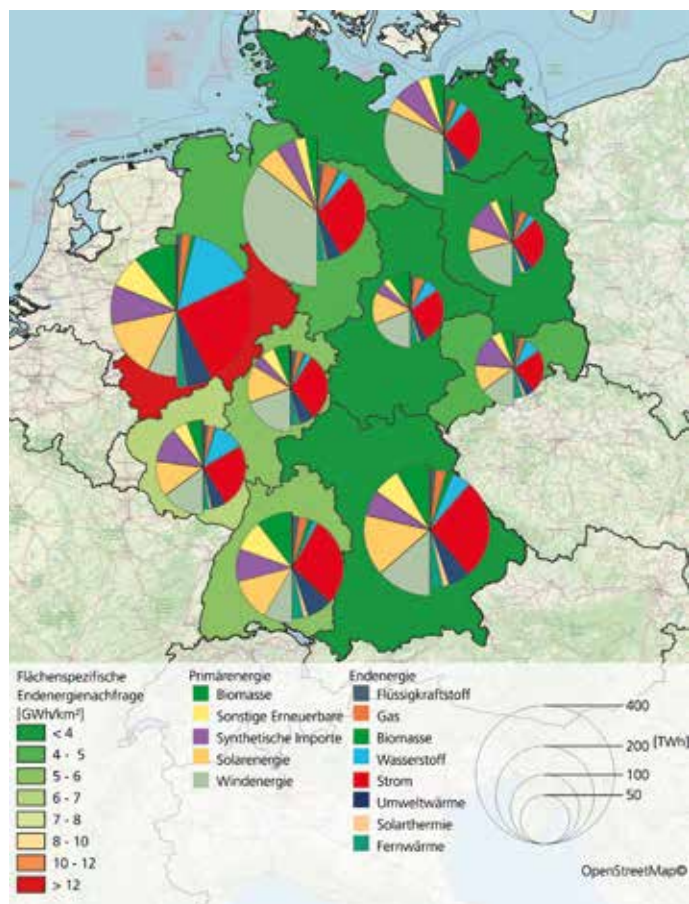 Flächenspezifische
Endenergienachfrage
[GWh/km²]
< 4
4 - 5
5 - 6
6 - 7
7 - 8
8 - 10
10 - 12
> 12
Primärenergie
Biomasse
Sonstige Erneuerbare
Synthetische Importe
Solarenergie
Windenergie
Endenergie
Flüssigkraftstoff
Gas
Biomasse
Wasserstoff
Strom
Umweltwärme
Solarthermie
Fernwärme
400
200 [TWh]
100
50
OpenStreetMap©